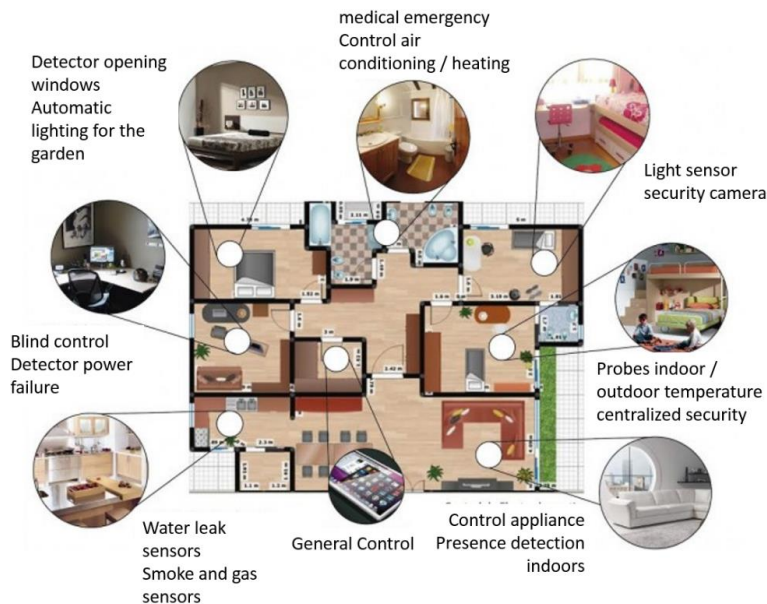 medical emergency
Control air
conditioning / heating
Detector opening
windows
Automatic
lighting for the
garden
Light sensor
security camera
Blind control
Detector power
failure
Probes indoor /
outdoor temperature
centralized security
Water leak
sensors
Smoke and gas
sensors
General Control
Control appliance
Presence detection
indoors